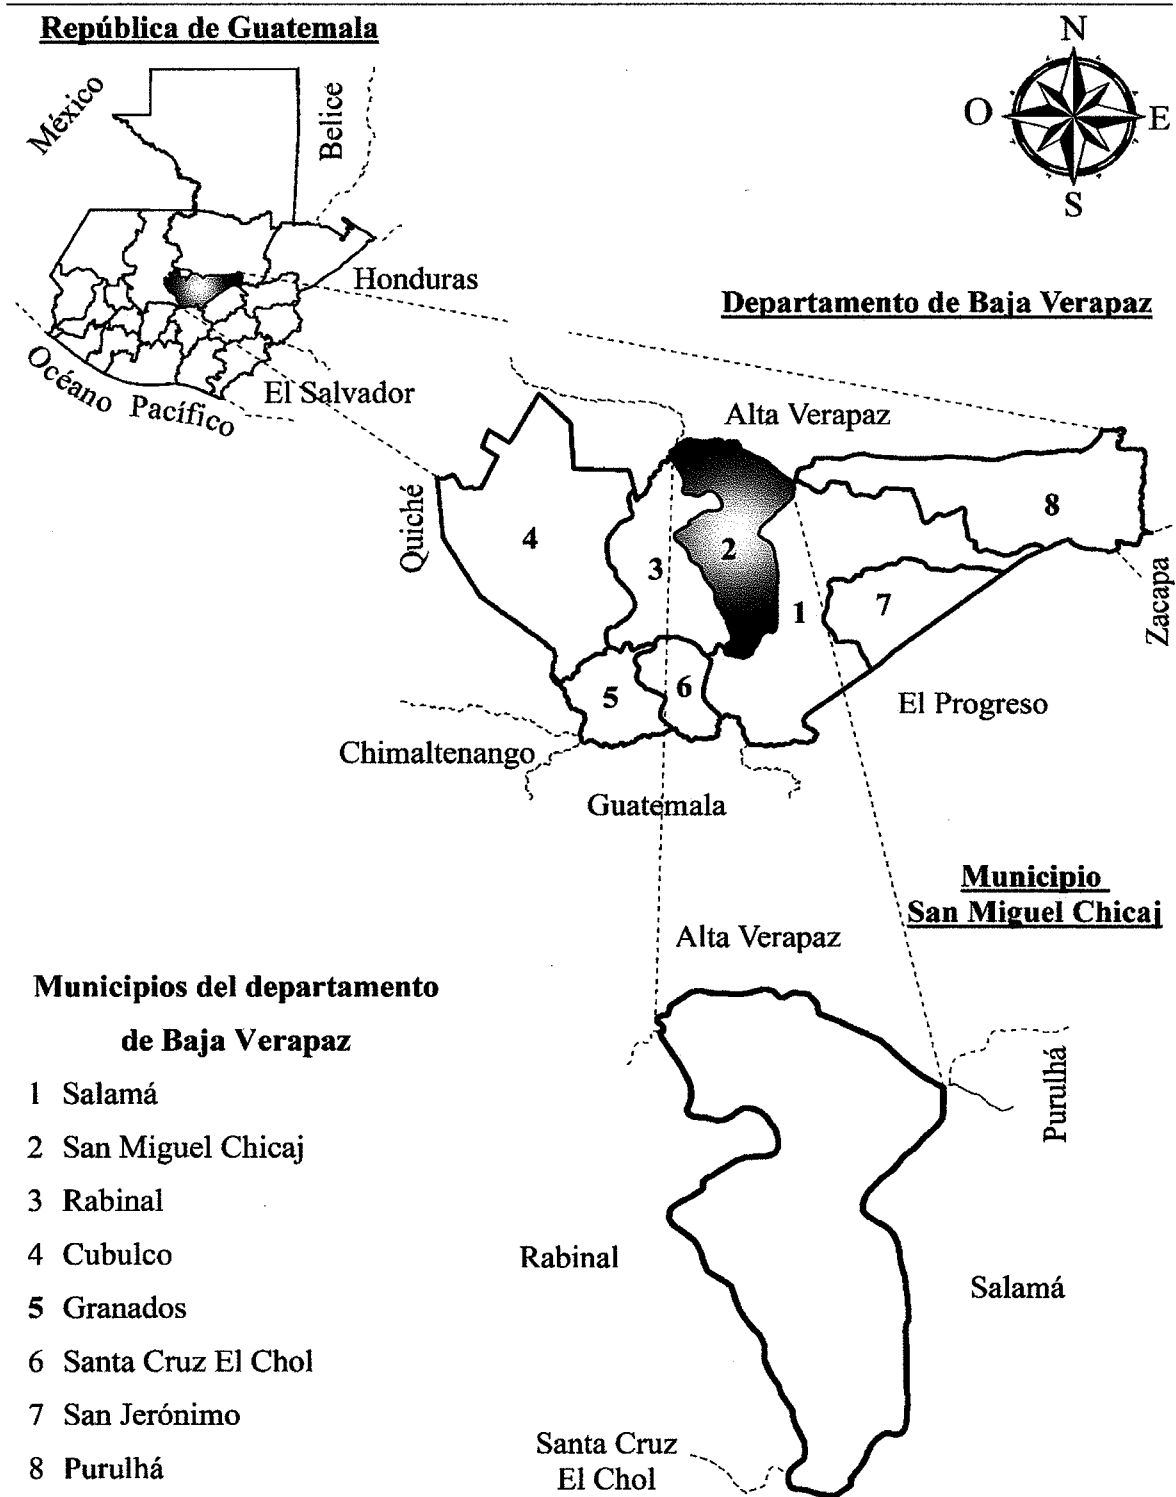 República de Guatemala
N
O
E
S
México
Belice
Honduras
El Salvador
Océano Pacífico
Departamento de Baja Verapaz
Alta Verapaz
Quiché
4
3
2
1
8
7
5
6
Zacapa
El Progreso
Chimaltenango
Guatemala
Municipio
San Miguel Chicaj
Alta Verapaz
Purulhá
Rabinal
Salamá
Santa Cruz
El Chol
Municipios del departamento
de Baja Verapaz
1 Salamá
2 San Miguel Chicaj
3 Rabinal
4 Cubulco
5 Granados
6 Santa Cruz El Chol
7 San Jerónimo
8 Purulhá